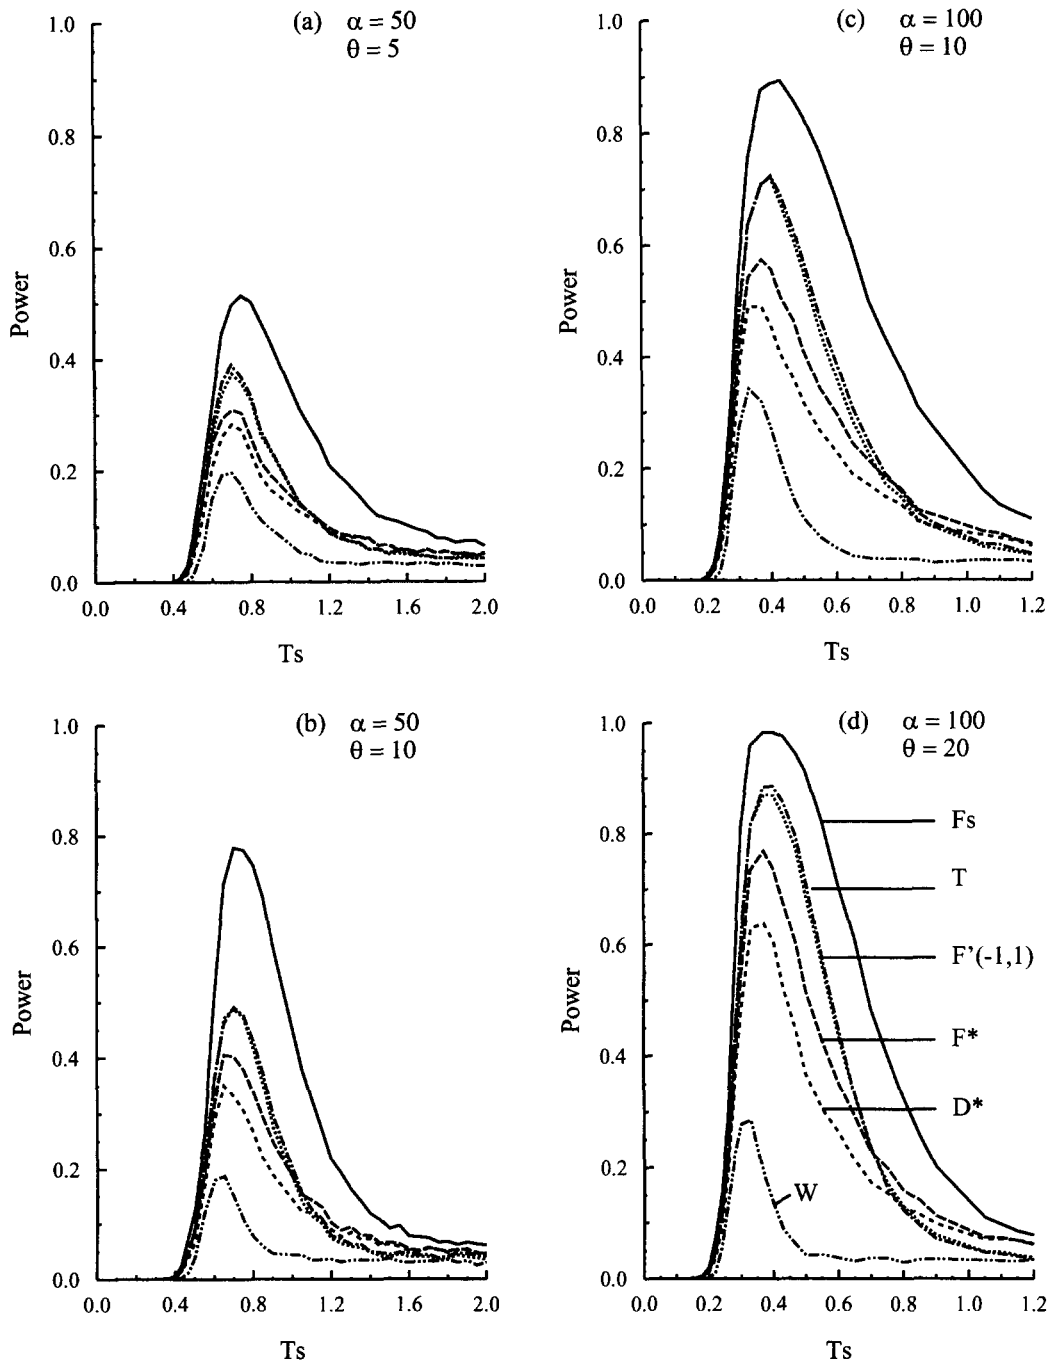 (a) α = 50
θ = 5
1.0
0.8
0.6
0.4
0.2
0.0
Power
0.0 0.4 0.8 1.2 1.6 2.0
Ts
(c) α = 100
θ = 10
1.0
0.8
0.6
0.4
0.2
0.0
Power
0.0 0.2 0.4 0.6 0.8 1.0 1.2
Ts
(b) α = 50
θ = 10
1.0
0.8
0.6
0.4
0.2
0.0
Power
0.0 0.4 0.8 1.2 1.6 2.0
Ts
(d) α = 100
θ = 20
1.0
0.8
0.6
0.4
0.2
0.0
Power
Fs
T
F'(-1,1)
F*
D*
W
0.0 0.2 0.4 0.6 0.8 1.0 1.2
Ts